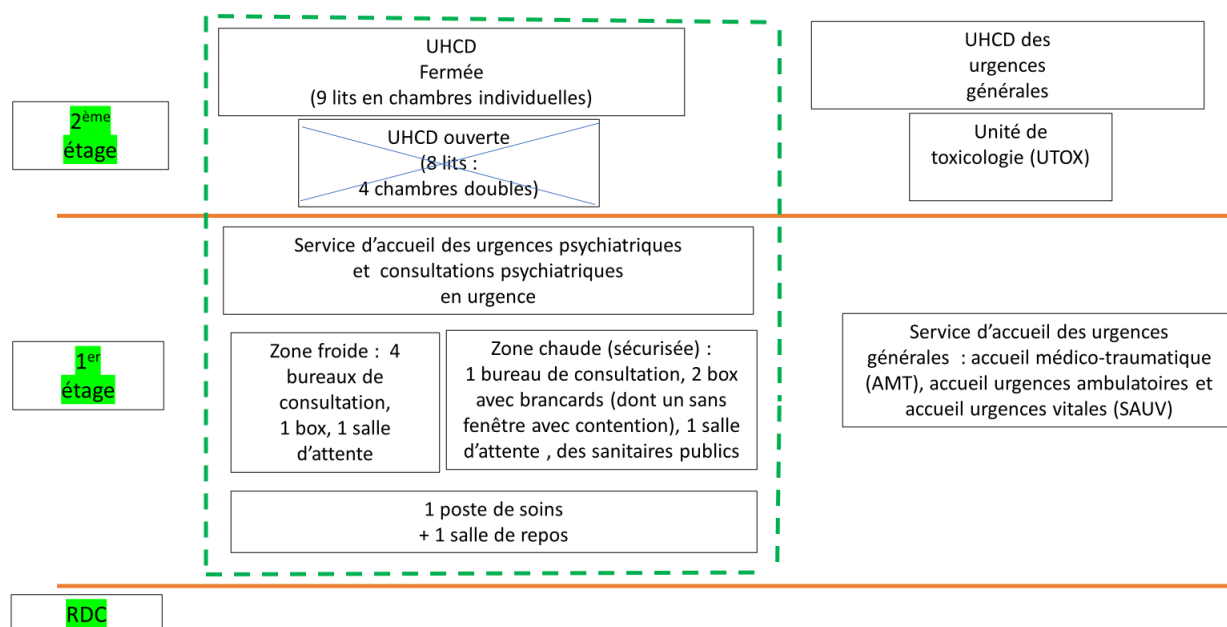 2ème
étage
UHCD
Fermée
(9 lits en chambres individuelles)
UHCD ouverte
(8 lits :
4 chambres doubles)
UHCD des
urgences
générales
Unité de
toxicologie (UTOX)
1er
étage
Service d’accueil des urgences psychiatriques
et consultations psychiatriques
en urgence
Zone froide : 4
bureaux de
consultation,
1 box, 1 salle
d’attente
Zone chaude (sécurisée) :
1 bureau de consultation, 2 box
avec brancards (dont un sans
fenêtre avec contention), 1 salle
d’attente , des sanitaires publics
1 poste de soins
+ 1 salle de repos
Service d’accueil des urgences
générales : accueil médico-traumatique
(AMT), accueil urgences ambulatoires et
accueil urgences vitales (SAUV)
RDC